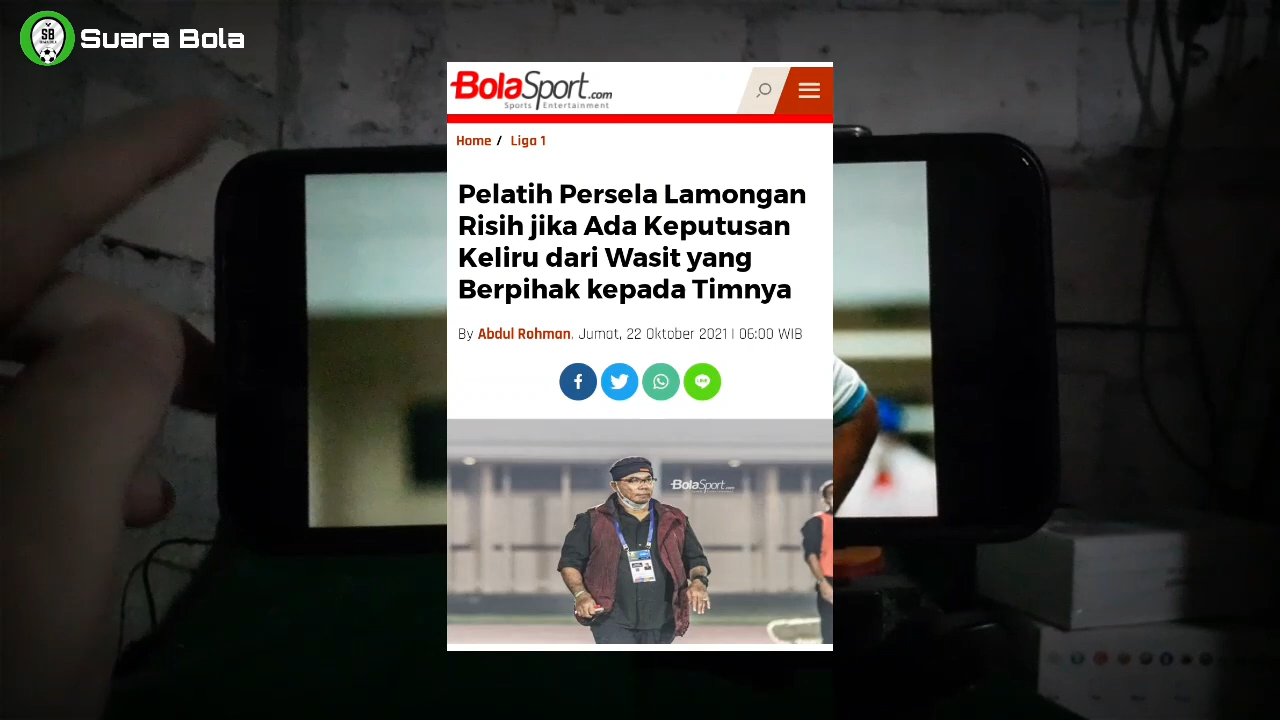 SB
Suara Bola
BolaSport.com
Sports Entertainment
Home / Liga 1
Pelatih Persela Lamongan
Risih jika Ada Keputusan
Keliru dari Wasit yang
Berpihak kepada Timnya
By Abdul Rohman, Jumat, 22 Oktober 2021 | 06:00 WIB
BolaSport.com